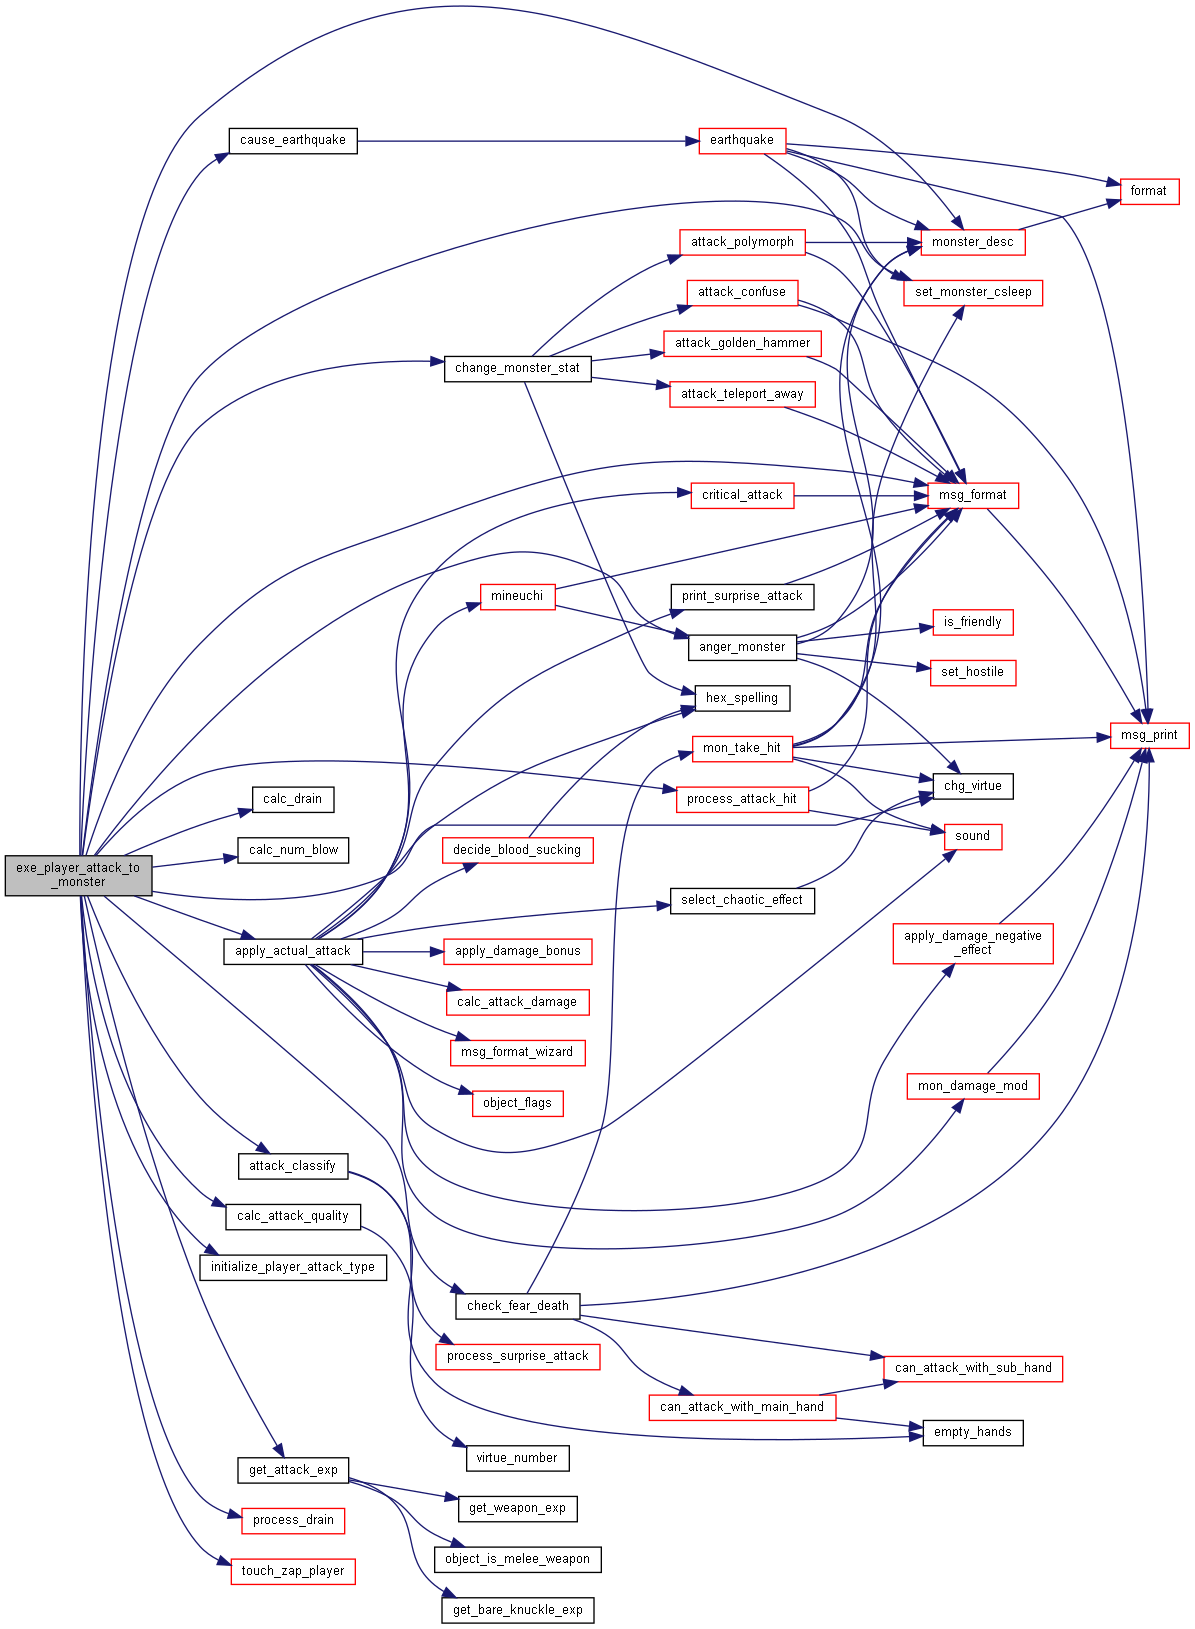 cause_earthquake
earthquake
format
attack_polymorph
monster_desc
attack_confuse
set_monster_csleep
attack_golden_hammer
change_monster_stat
attack_teleport_away
critical_attack
msg_format
mineuchi
print_surprise_attack
is_friendly
anger_monster
set_hostile
hex_spelling
msg_print
mon_take_hit
chg_virtue
calc_drain
process_attack_hit
sound
calc_num_blow
decide_blood_sucking
exe_player_attack_to
_monster
select_chaotic_effect
apply_actual_attack
apply_damage_bonus
apply_damage_negative
_effect
calc_attack_damage
msg_format_wizard
mon_damage_mod
object_flags
attack_classify
calc_attack_quality
initialize_player_attack_type
check_fear_death
process_surprise_attack
can_attack_with_sub_hand
can_attack_with_main_hand
empty_hands
virtue_number
get_attack_exp
get_weapon_exp
process_drain
object_is_melee_weapon
touch_zap_player
get_bare_knuckle_exp